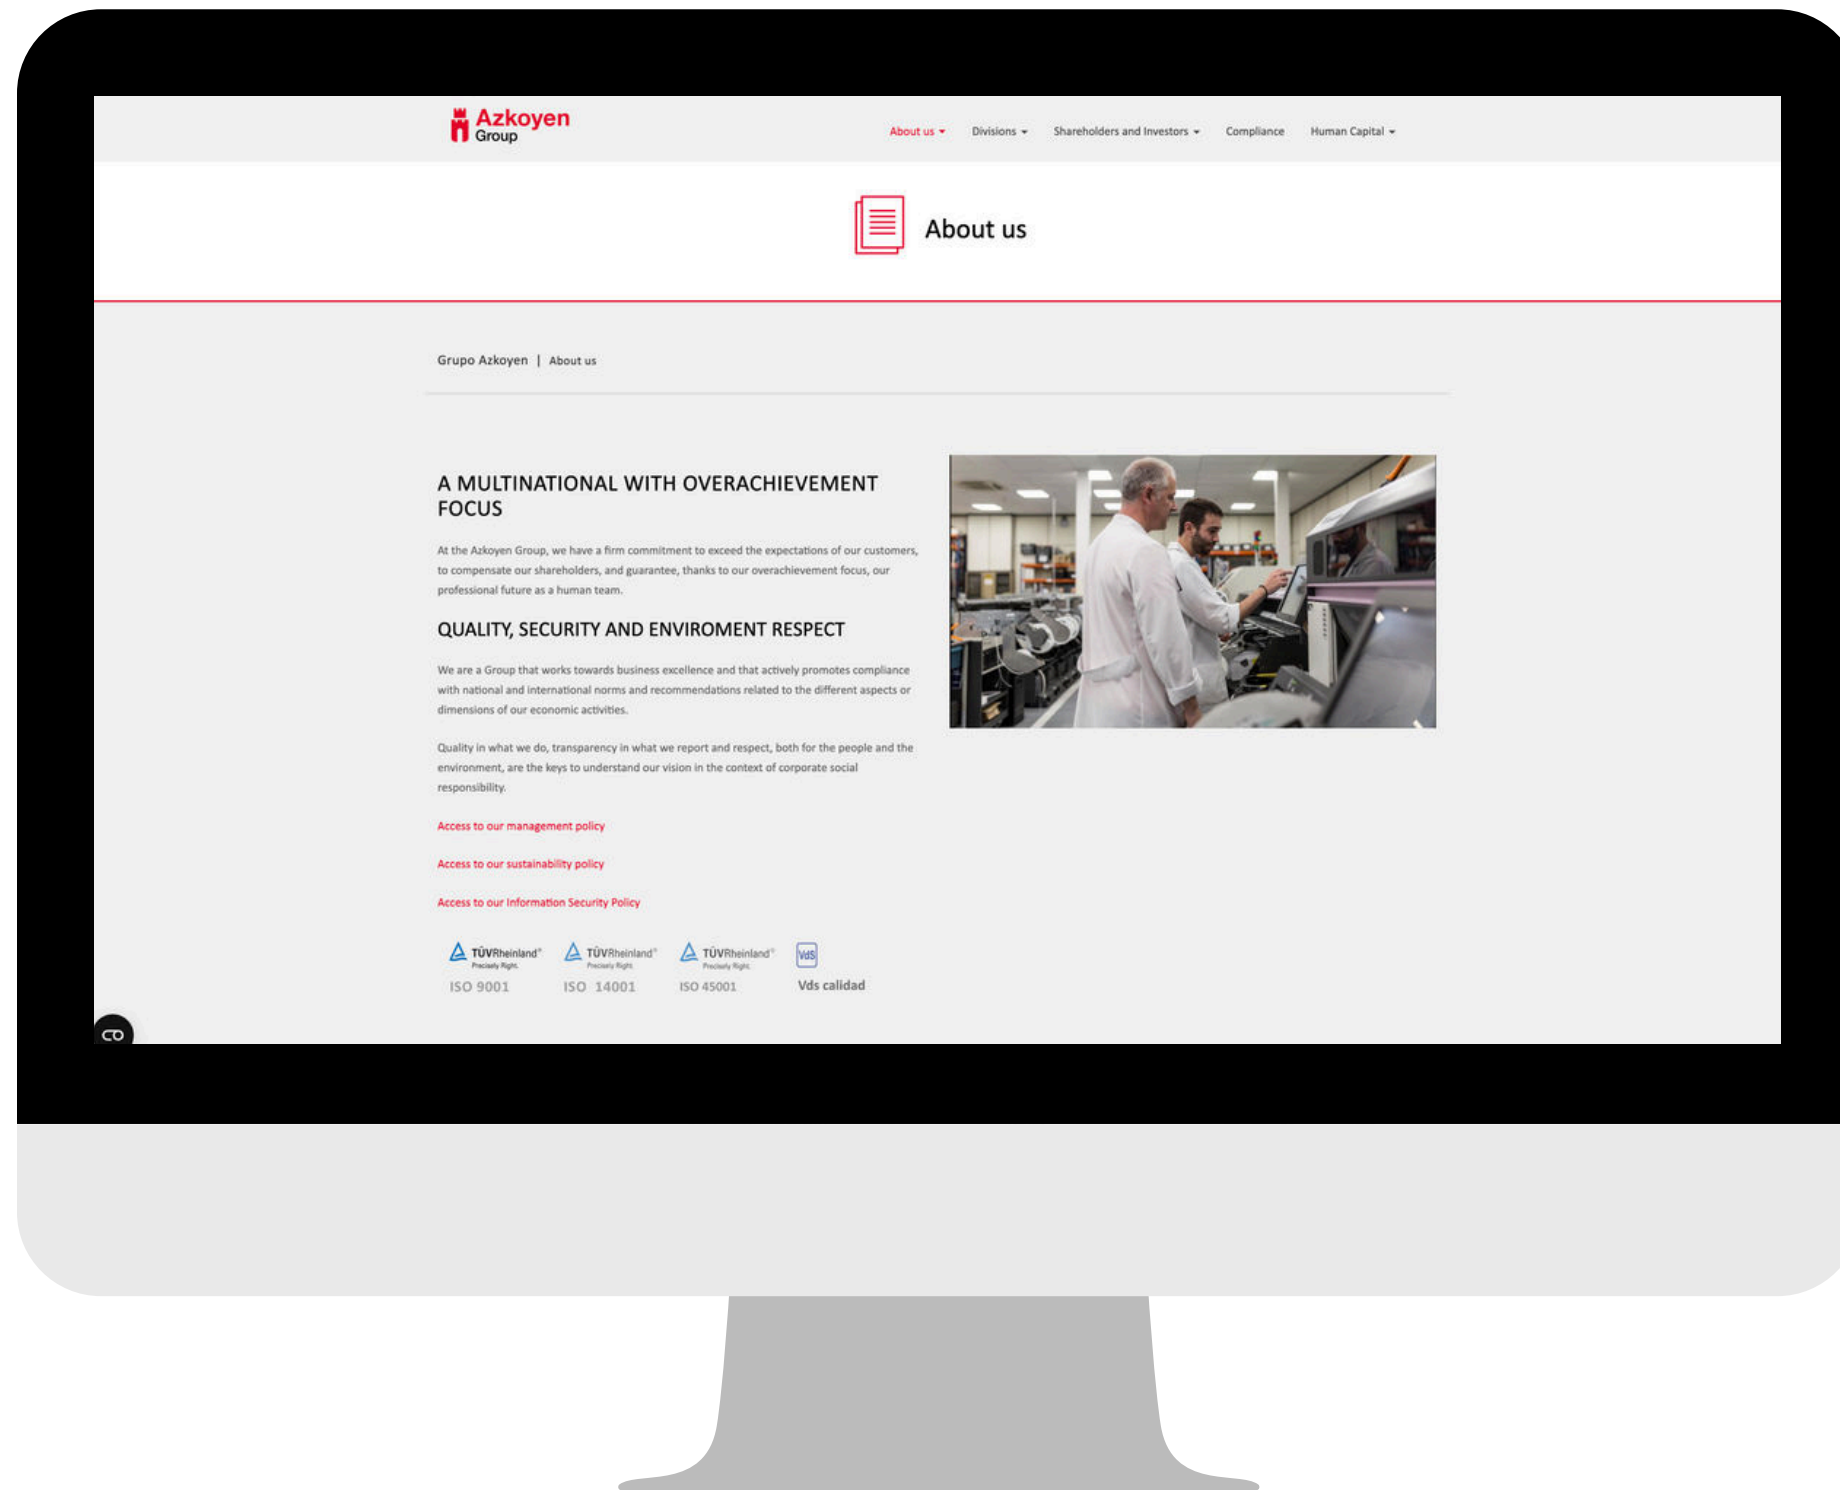 Azkoyen
Group
About us
Divisions
Shareholders and Investors
Compliance
Human Capital
About us
Grupo Azkoyen | About us
A MULTINATIONAL WITH OVERACHIEVEMENT
FOCUS
At the Azkoyen Group, we have a firm commitment to exceed the expectations of our customers,
to compensate our shareholders, and guarantee, thanks to our overachievement focus, our
professional future as a human team.
QUALITY, SECURITY AND ENVIROMENT RESPECT
We are a Group that works towards business excellence and that actively promotes compliance
with national and international norms and recommendations related to the different aspects or
dimensions of our economic activities.
Quality in what we do, transparency in what we report and respect, both for the people and the
environment, are the keys to understand our vision in the context of corporate social
responsibility.
Access to our management policy
Access to our sustainability policy
Access to our Information Security Policy
TÜVRheinland®
Precisely Right.
ISO 9001
TÜVRheinland®
Precisely Right.
ISO 14001
TÜVRheinland®
Precisely Right.
ISO 45001
VdS
Vds calidad